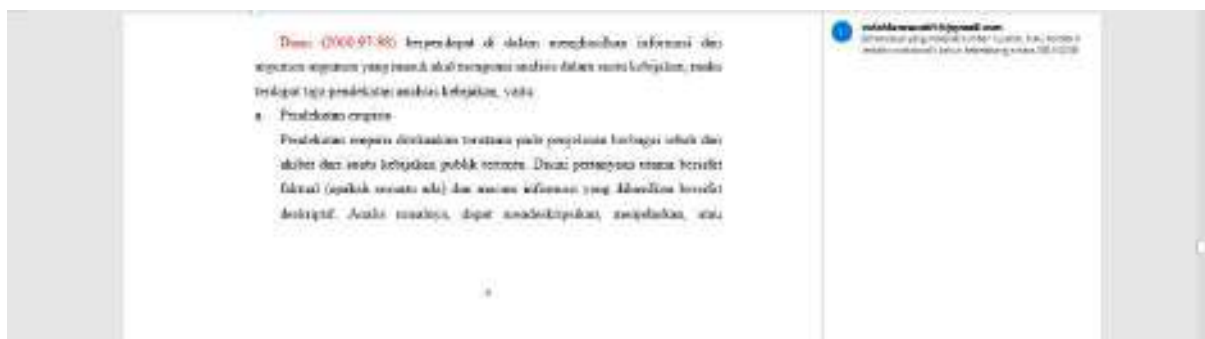 Dunn (2000:97-98) berpendapat di dalam menghasilkan informasi dan
argumen argumen yang masuk akal mengenai analisis dalam suatu kebijakan, maka
terdapat tiga pendekatan analisis kebijakan, yaitu
a. Pendekatan empiris
Pendekatan empiris ditekankan terutama pada penjelasan berbagai sebab dan
akibat dari suatu kebijakan publik tertentu. Disini pertanyaan utama bersifat
faktual (apakah sesuatu ada) dan macam informasi yang dihasilkan bersifat
deskriptif. Analis misalnya, dapat mendeskripsikan, menjelaskan, atau